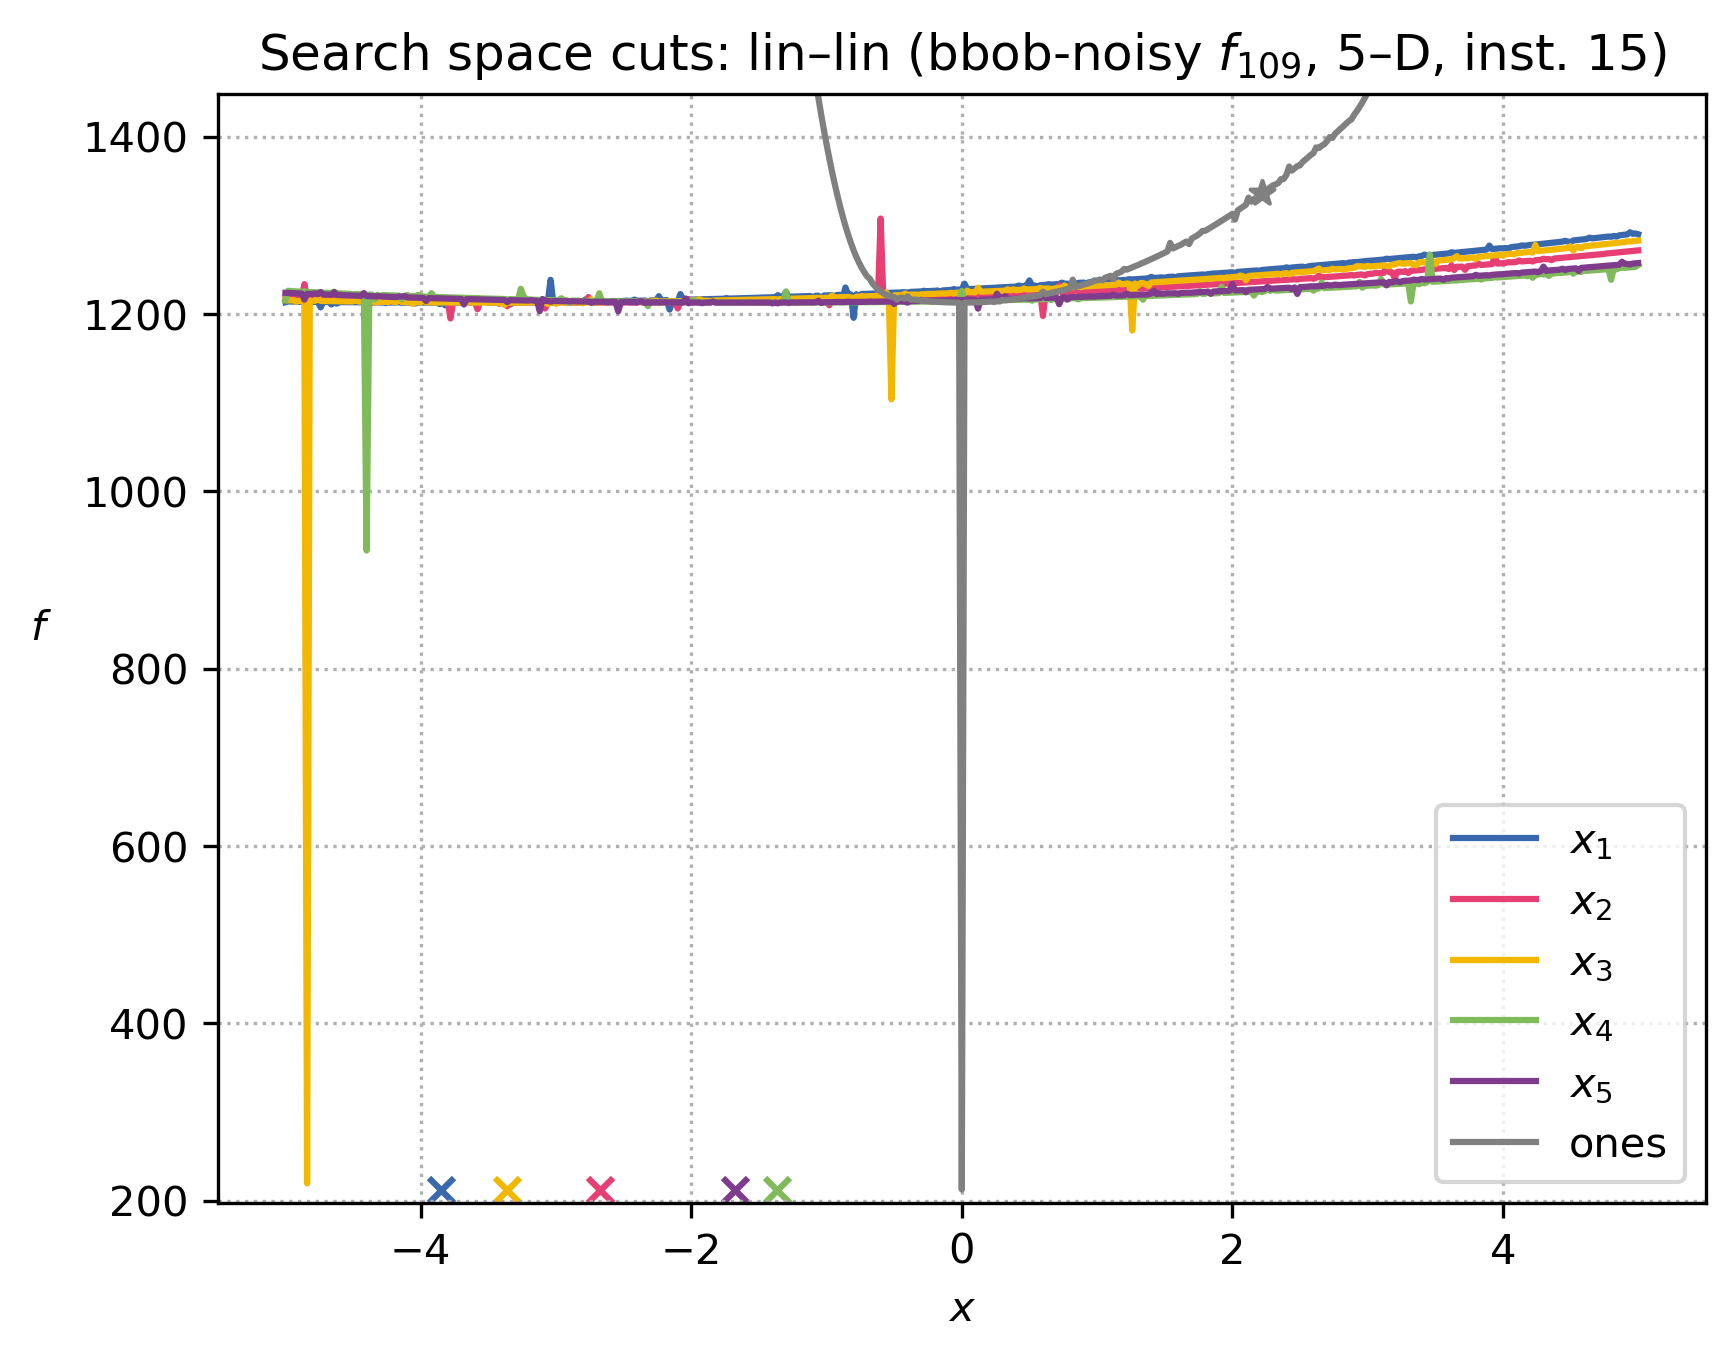 Search space cuts: lin–lin (bbob-noisy f₁₀₉, 5–D, inst. 15)
1400
1200
1000
800
600
400
200
f
−4 −2 0 2 4
x
x₁
x₂
x₃
x₄
x₅
ones